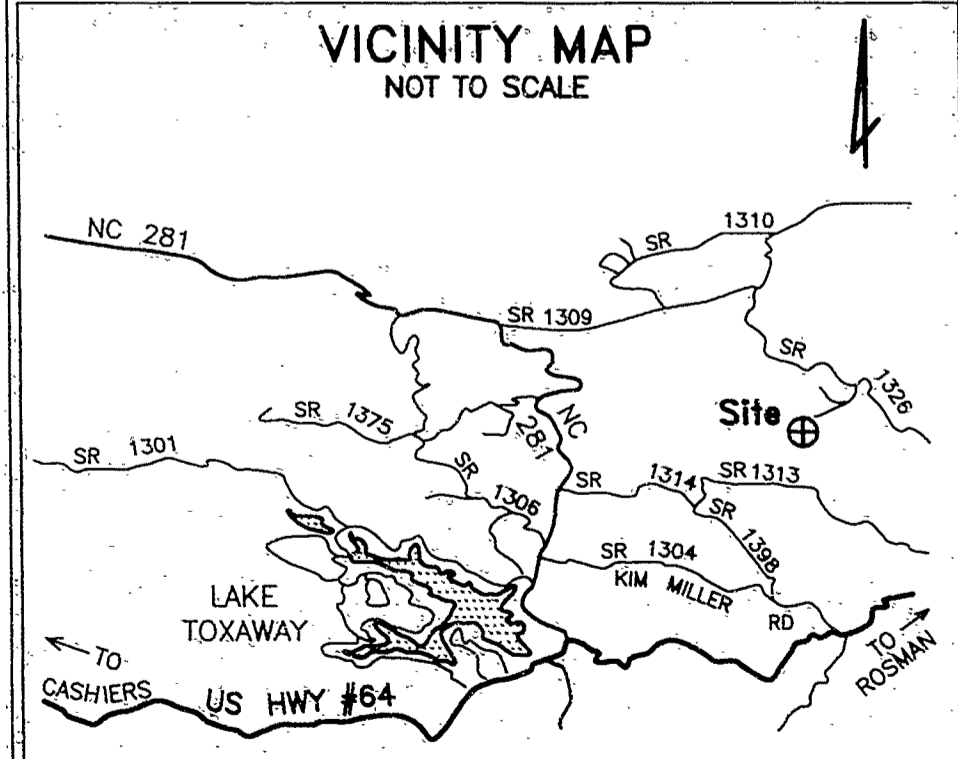 VICINITY MAP
NOT TO SCALE
NC 281
SR 1310
SR 1309
SR 1326
Site
SR 1375
NC 281
SR 1301
SR 1306
SR 1314
SR 1313
SR 1398
SR 1304
KIM MILLER RD
LAKE
TOXAWAY
TO
CASHIERS
US HWY #64
TO
ROSMAN